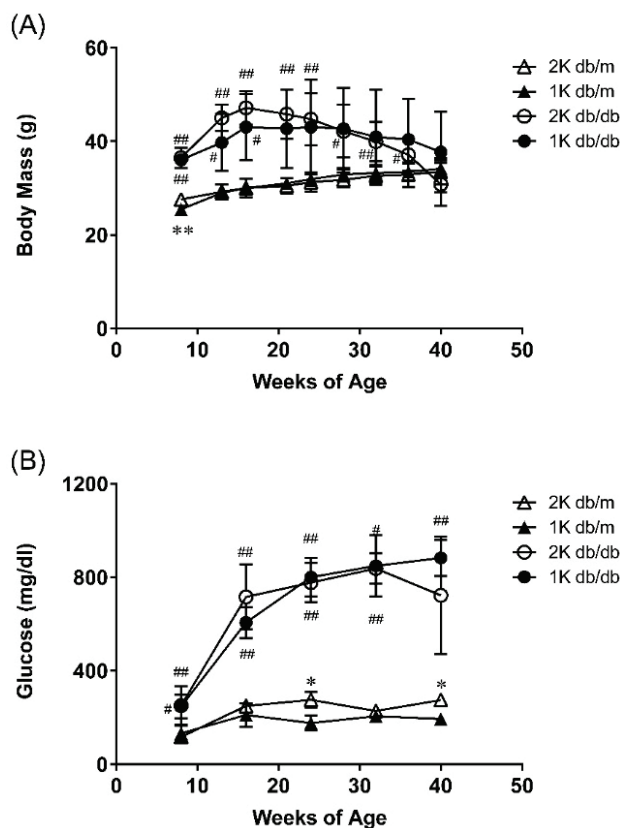 (A)
60
40
20
0
Body Mass (g)
## ## ## ## ##
# # # ## #
##
**
0 10 20 30 40 50
Weeks of Age
2K db/m
1K db/m
2K db/db
1K db/db
(B)
1200
800
400
0
Glucose (mg/dl)
## ## ## # ##
# ## ## ##
* *
0 10 20 30 40 50
Weeks of Age
2K db/m
1K db/m
2K db/db
1K db/db